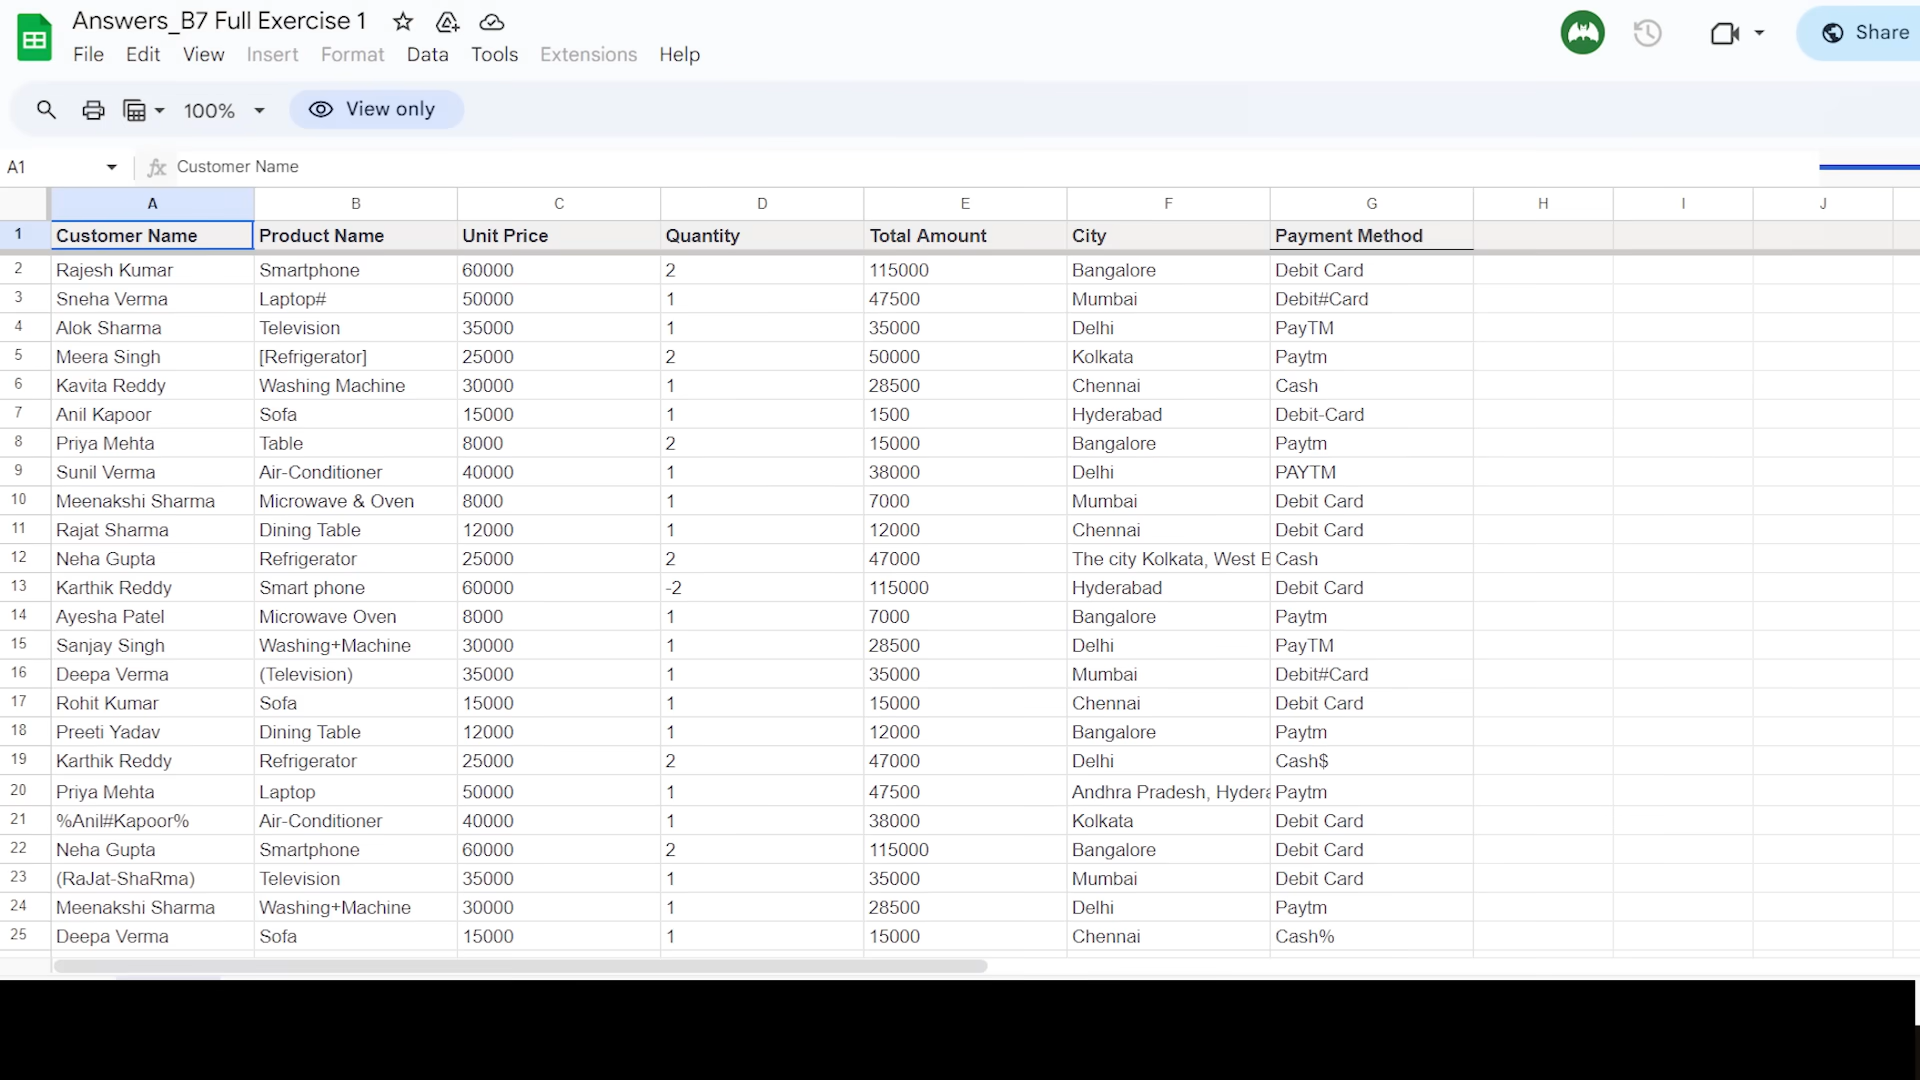 Answers_B7 Full Exercise 1
File Edit View Insert Format Data Tools Extensions Help
Share
100% View only
A1 fx Customer Name
A B C D E F G H I J
1 Customer Name Product Name Unit Price Quantity Total Amount City Payment Method
2 Rajesh Kumar Smartphone 60000 2 115000 Bangalore Debit Card
3 Sneha Verma Laptop# 50000 1 47500 Mumbai Debit#Card
4 Alok Sharma Television 35000 1 35000 Delhi PayTM
5 Meera Singh [Refrigerator] 25000 2 50000 Kolkata Paytm
6 Kavita Reddy Washing Machine 30000 1 28500 Chennai Cash
7 Anil Kapoor Sofa 15000 1 1500 Hyderabad Debit-Card
8 Priya Mehta Table 8000 2 15000 Bangalore Paytm
9 Sunil Verma Air-Conditioner 40000 1 38000 Delhi PAYTM
10 Meenakshi Sharma Microwave & Oven 8000 1 7000 Mumbai Debit Card
11 Rajat Sharma Dining Table 12000 1 12000 Chennai Debit Card
12 Neha Gupta Refrigerator 25000 2 47000 The city Kolkata, West B Cash
13 Karthik Reddy Smart phone 60000 -2 115000 Hyderabad Debit Card
14 Ayesha Patel Microwave Oven 8000 1 7000 Bangalore Paytm
15 Sanjay Singh Washing+Machine 30000 1 28500 Delhi PayTM
16 Deepa Verma (Television) 35000 1 35000 Mumbai Debit#Card
17 Rohit Kumar Sofa 15000 1 15000 Chennai Debit Card
18 Preeti Yadav Dining Table 12000 1 12000 Bangalore Paytm
19 Karthik Reddy Refrigerator 25000 2 47000 Delhi Cash$
20 Priya Mehta Laptop 50000 1 47500 Andhra Pradesh, Hydera Paytm
21 %Anil#Kapoor% Air-Conditioner 40000 1 38000 Kolkata Debit Card
22 Neha Gupta Smartphone 60000 2 115000 Bangalore Debit Card
23 (RaJat-ShaRma) Television 35000 1 35000 Mumbai Debit Card
24 Meenakshi Sharma Washing+Machine 30000 1 28500 Delhi Paytm
25 Deepa Verma Sofa 15000 1 15000 Chennai Cash%